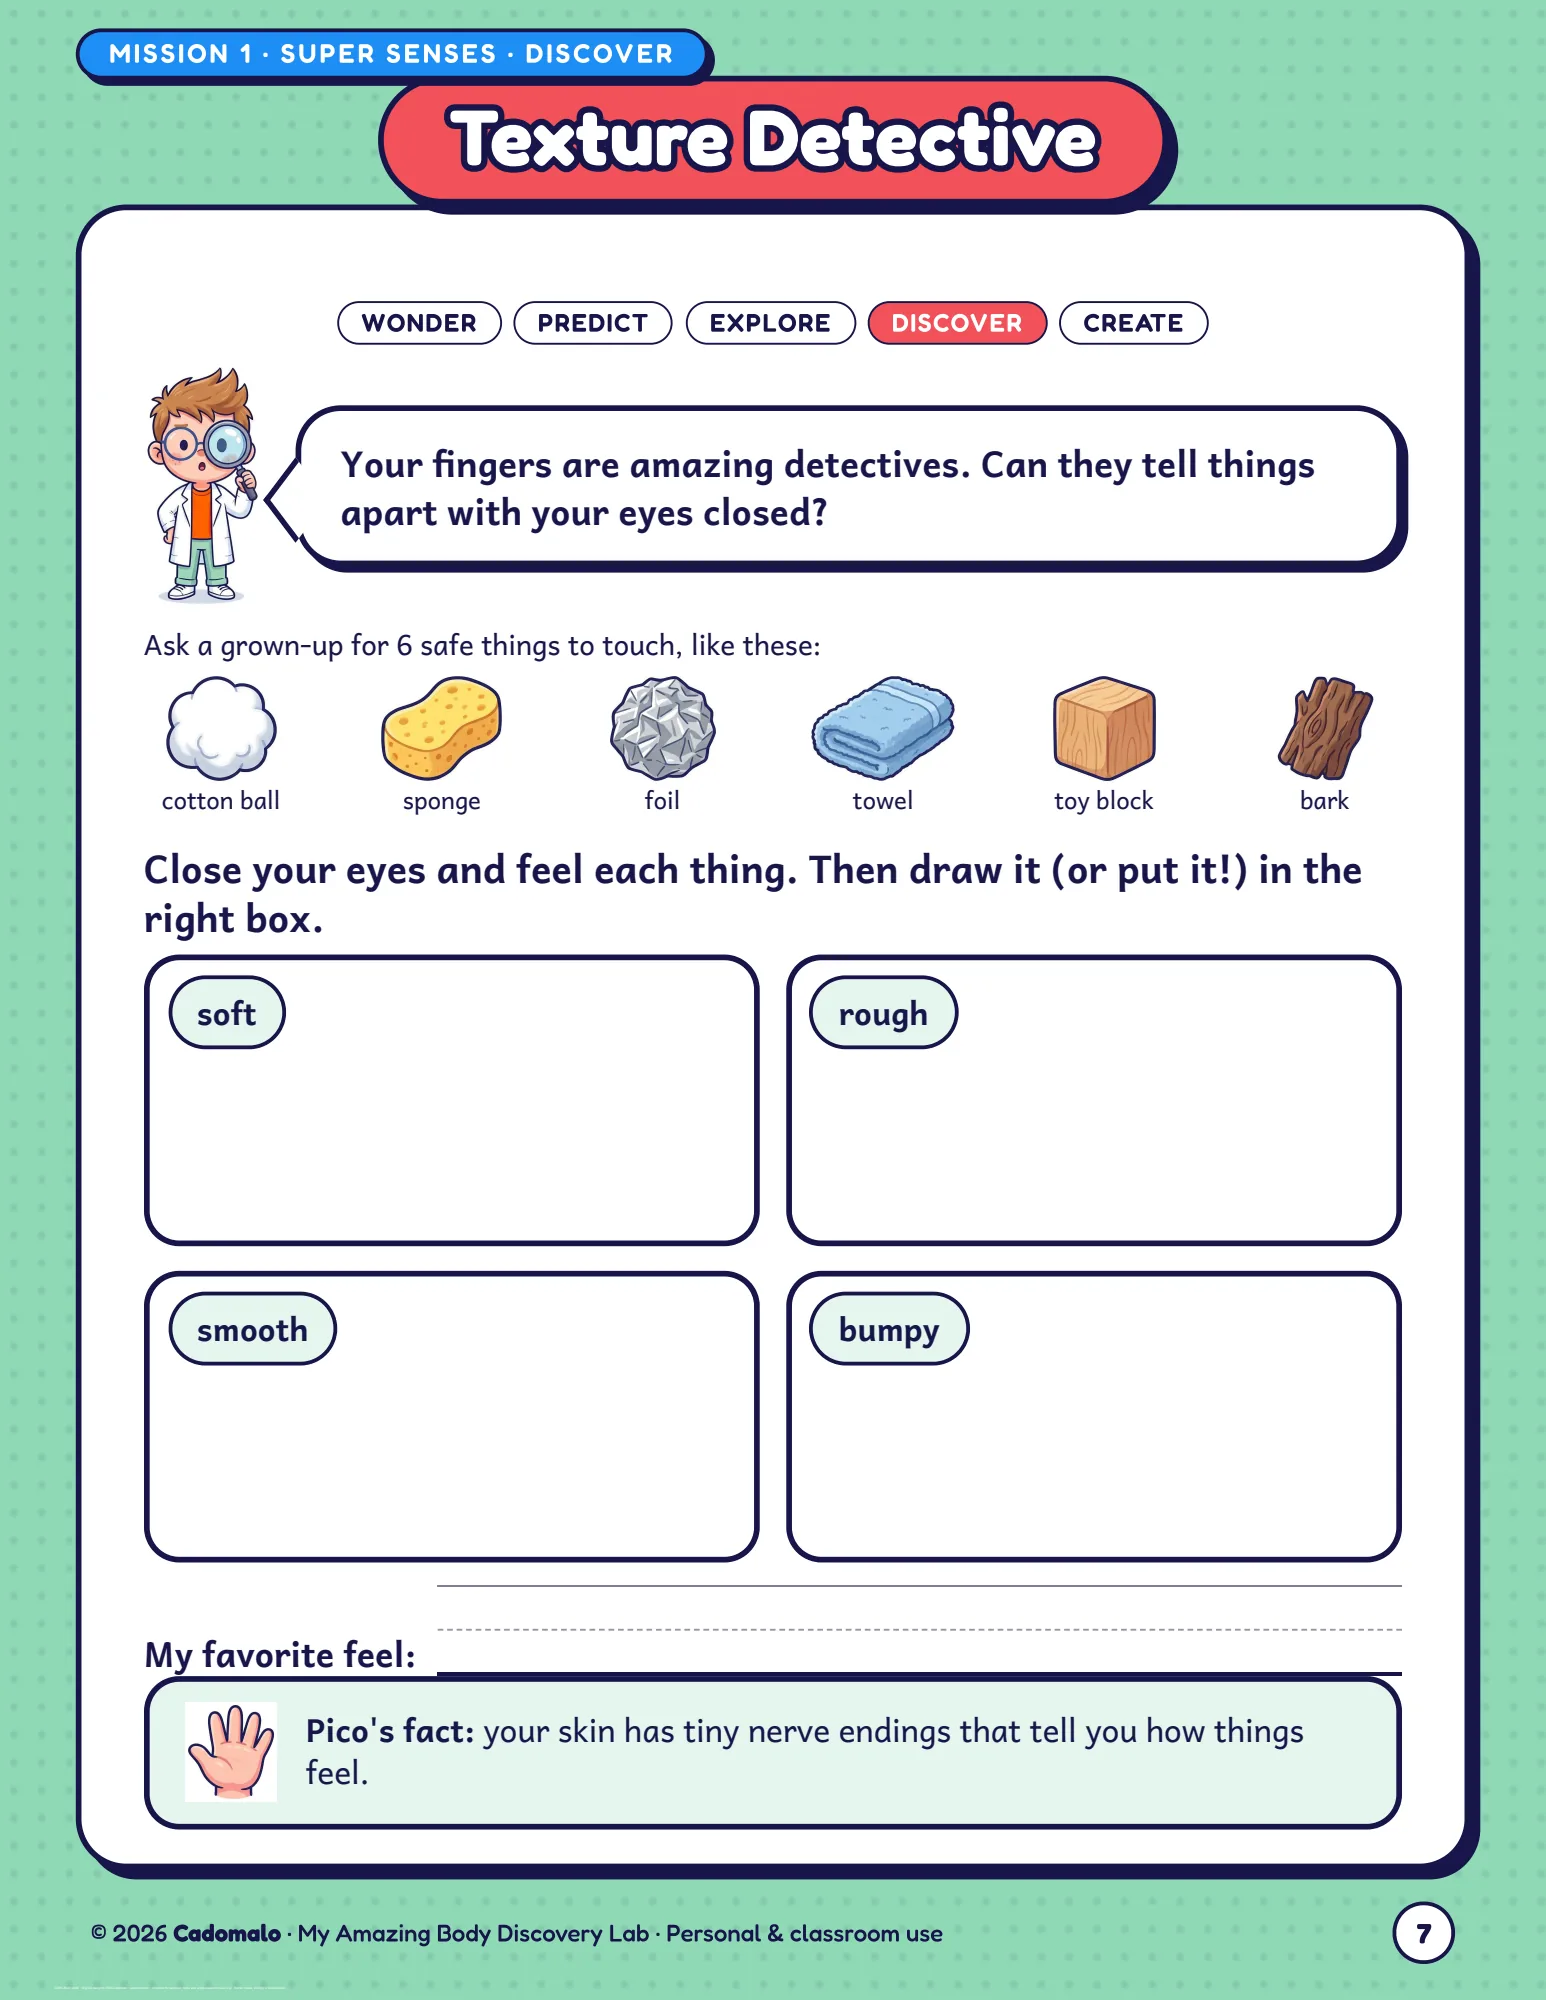 MISSION 1 · SUPER SENSES · DISCOVER
Texture Detective
WONDER PREDICT EXPLORE DISCOVER CREATE
Your fingers are amazing detectives. Can they tell things
apart with your eyes closed?
Ask a grown-up for 6 safe things to touch, like these:
cotton ball sponge foil towel toy block bark
Close your eyes and feel each thing. Then draw it (or put it!) in the
right box.
soft rough
smooth bumpy
My favorite feel:
Pico's fact: your skin has tiny nerve endings that tell you how things
feel.
© 2026 Cadomalo · My Amazing Body Discovery Lab · Personal & classroom use
7